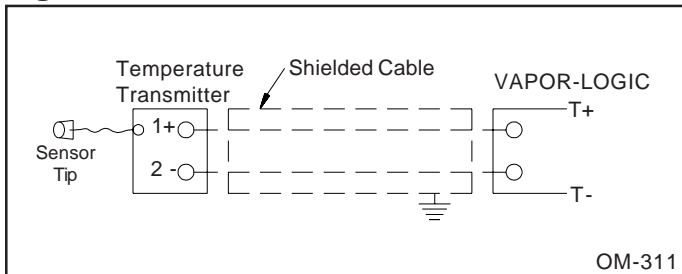 Temperature
Transmitter
Shielded Cable
VAPOR-LOGIC
T+
1+
Sensor
Tip
2 -
T-
OM-311